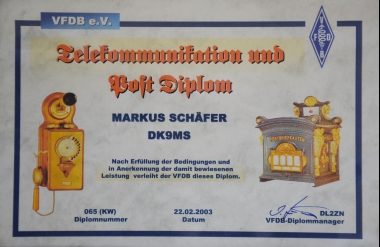 VFDB e.V.
Telekommunikation und
Post Diplom
MARKUS SCHÄFER
DK9MS
Nach Erfüllung der Bedingungen und
in Anerkennung der damit bewissenen
Leistung verleiht der VFDB dieses Diplom.
065 (KW)
Diplomnummer
22.02.2003
Datum
DL2ZN
VFDB-Diplommanager